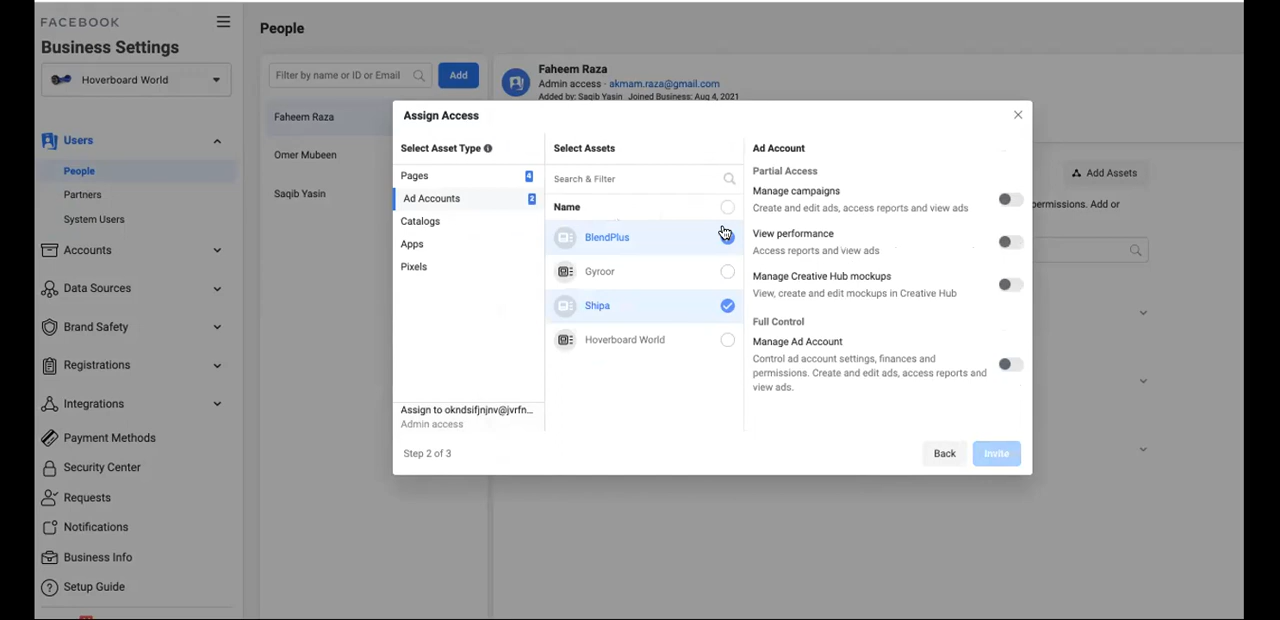 FACEBOOK
Business Settings
Hoverboard World
Users
People
Partners
System Users
Accounts
Data Sources
Brand Safety
Registrations
Integrations
Payment Methods
Security Center
Requests
Notifications
Business Info
Setup Guide
People
Filter by name or ID or Email
Add
Faheem Raza
Omer Mubeen
Saqib Yasin
Faheem Raza
Admin access · akmam.raza@gmail.com
Added by: Saqib Yasin Joined Business: Aug 4, 2021
Add Assets
permissions. Add or
Assign Access
Select Asset Type
Pages 4
Ad Accounts 2
Catalogs
Apps
Pixels
Assign to okndsifjnjnv@jvrfn...
Admin access
Select Assets
Search & Filter
Name
BlendPlus
Gyroor
Shipa
Hoverboard World
Ad Account
Partial Access
Manage campaigns
Create and edit ads, access reports and view ads
View performance
Access reports and view ads
Manage Creative Hub mockups
View, create and edit mockups in Creative Hub
Full Control
Manage Ad Account
Control ad account settings, finances and
permissions. Create and edit ads, access reports and
view ads.
Step 2 of 3
Back
Invite